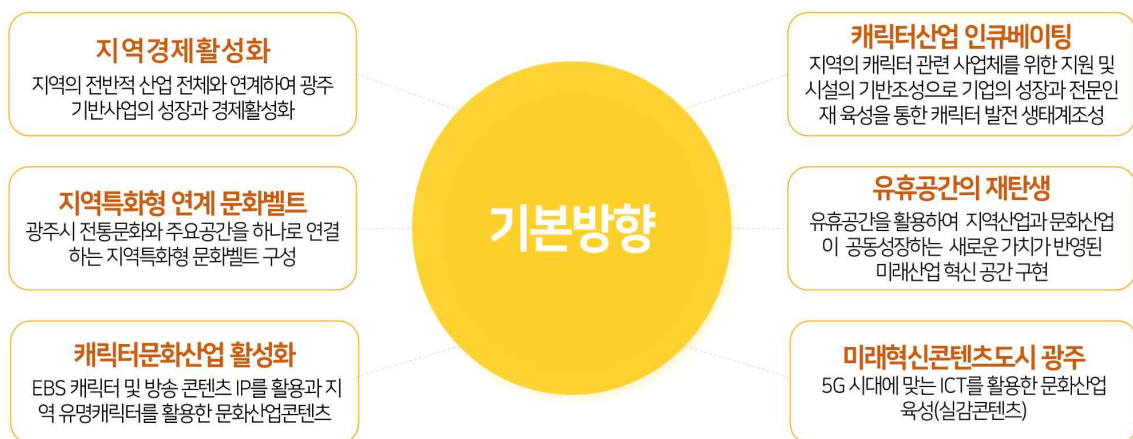 지역경제활성화
지역의 전반적 산업 전체와 연계하여 광주
기반사업의 성장과 경제활성화
지역특화형 연계 문화벨트
광주시 전통문화와 주요공간을 하나로 연결
하는 지역특화형 문화벨트 구성
캐릭터문화산업 활성화
EBS 캐릭터 및 방송 콘텐츠 IP를 활용과 지
역 유명캐릭터를 활용한 문화산업콘텐츠
기본방향
캐릭터산업 인큐베이팅
지역의 캐릭터 관련 사업체를 위한 지원 및
시설의 기반조성으로 기업의 성장과 전문인
재 육성을 통한 캐릭터 발전 생태계조성
유휴공간의 재탄생
유휴공간을 활용하여 지역산업과 문화산업
이 공동성장하는 새로운 가치가 반영된
미래산업 혁신 공간 구현
미래혁신콘텐츠도시 광주
5G 시대에 맞는 ICT를 활용한 문화산업
육성(실감콘텐츠)